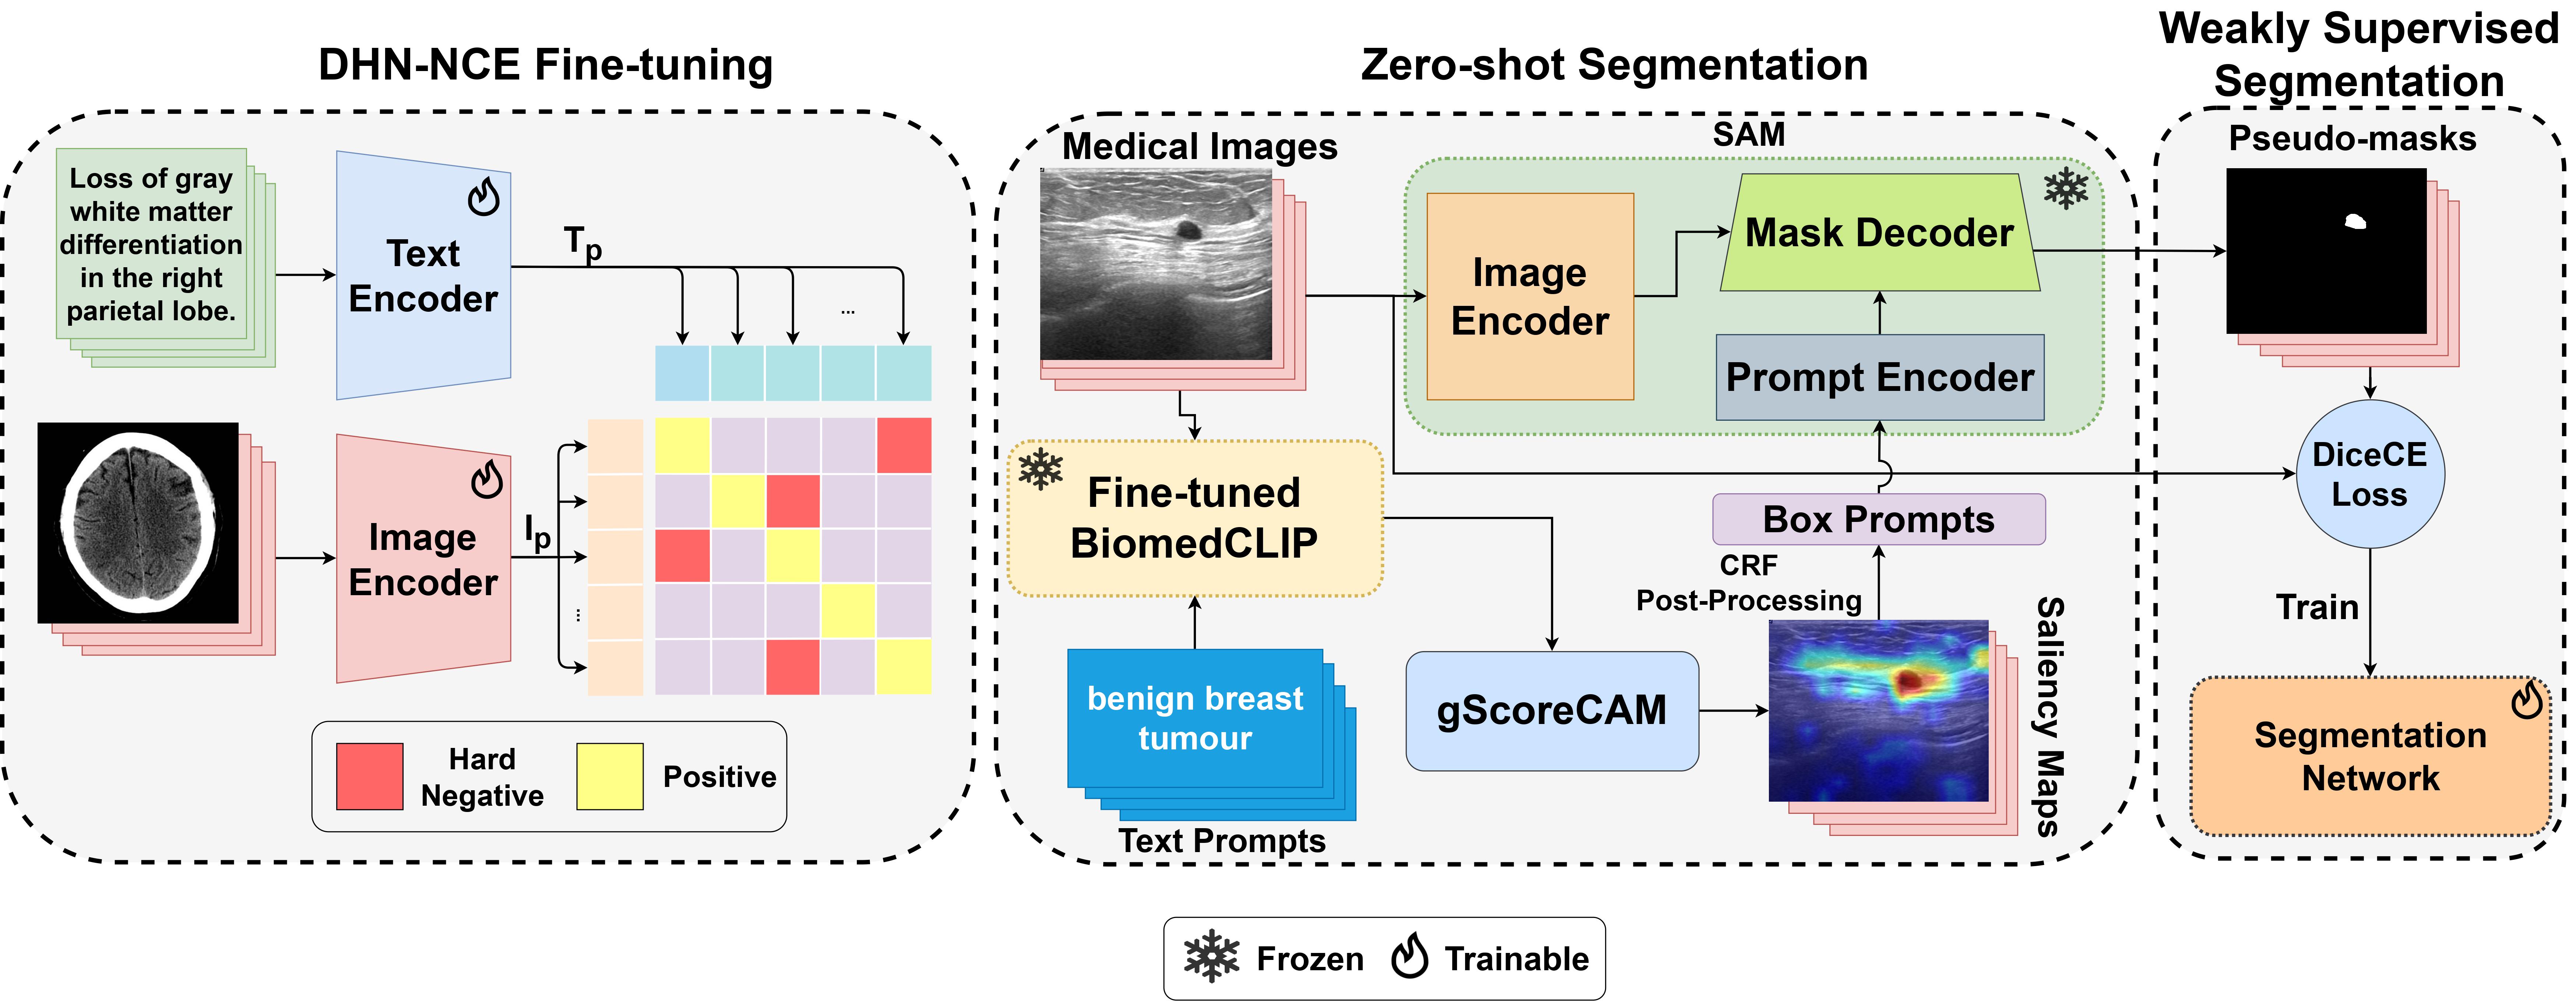 DHN-NCE Fine-tuning
Loss of gray
white matter
differentiation
in the right
parietal lobe.
Text
Encoder
Tp
...
Image
Encoder
Ip
...
Hard
Negative
Positive
Zero-shot Segmentation
Medical Images
SAM
Image
Encoder
Mask Decoder
Prompt Encoder
Fine-tuned
BiomedCLIP
Box Prompts
CRF
Post-Processing
benign breast
tumour
Text Prompts
gScoreCAM
Saliency Maps
Weakly Supervised
Segmentation
Pseudo-masks
DiceCE
Loss
Train
Segmentation
Network
Frozen
Trainable